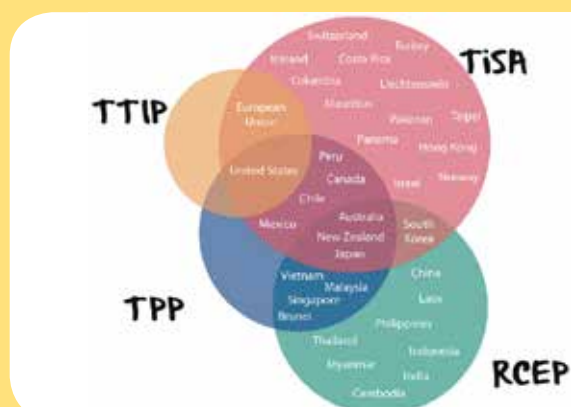 TiSA
Switzerland
Turkey
Iceland
Costa Rica
Columbia
Liechtenstein
TTIP
European
Union
Mauritius
Pakistan
Taipei
Panama
Hong Kong
Peru
United States
Canada
Israel
Norway
Chile
Mexico
Australia
South
Korea
New Zealand
Japan
Vietnam
Malaysia
China
Singapore
Brunei
Laos
TPP
Philippines
Thailand
Indonesia
Myanmar
India
RCEP
Cambodia